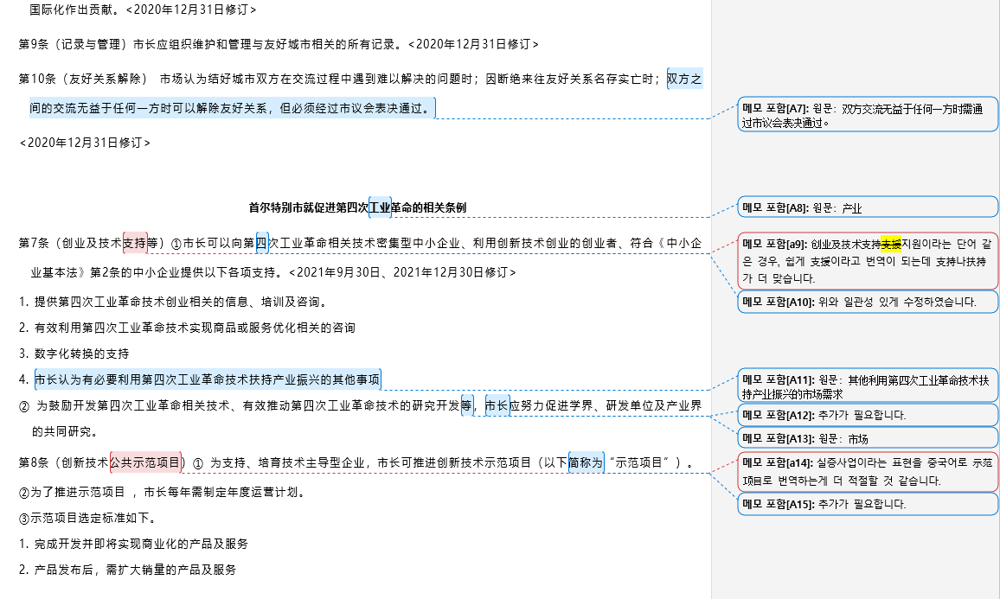 国际化作出贡献。<2020年12月31日修订>
第9条（记录与管理）市长应组织维护和管理与友好城市相关的所有记录。<2020年12月31日修订>
第10条（友好关系解除） 市场认为结好城市双方在交流过程中遇到难以解决的问题时；因断绝来往友好关系名存实亡时；双方之
间的交流无益于任何一方时可以解除友好关系，但必须经过市议会表决通过。
메모 포함[A7]: 원문: 双方交流无益于任何一方时需通
过市议会表决通过。
<2020年12月31日修订>
首尔特别市就促进第四次工业革命的相关条例
메모 포함[A8]: 원문: 产业
第7条（创业及技术支持等）①市长可以向第四次工业革命相关技术密集型中小企业、利用创新技术创业的创业者、符合《中小企
业基本法》第2条的中小企业提供以下各项支持。<2021年9月30日、2021年12月30日修订>
메모 포함[a9]: 创业及技术支持支援지원이라는 단어 같
은 경우, 쉽게 支援이라고 번역이 되는데 支持나扶持
가 더 맞습니다.
메모 포함[A10]: 위와 일관성 있게 수정하였습니다.
1. 提供第四次工业革命技术创业相关的信息、培训及咨询。
2. 有效利用第四次工业革命技术实现商品或服务优化相关的咨询
3. 数字化转换的支持
4. 市长认为有必要利用第四次工业革命技术扶持产业振兴的其他事项
메모 포함[A11]: 원문: 其他利用第四次工业革命技术扶
持产业振兴的市场需求
② 为鼓励开发第四次工业革命相关技术、有效推动第四次工业革命技术的研究开发等，市长应努力促进学界、研发单位及产业界
的共同研究。
메모 포함[A12]: 추가가 필요합니다.
메모 포함[A13]: 원문: 市场
第8条（创新技术公共示范项目）① 为支持、培育技术主导型企业，市长可推进创新技术示范项目（以下简称为“示范项目”）。
메모 포함[a14]: 실증사업이라는 표현을 중국어로 示范
项目로 번역하는게 더 적절할 것 같습니다.
메모 포함[A15]: 추가가 필요합니다.
②为了推进示范项目 ，市长每年需制定年度运营计划。
③示范项目选定标准如下。
1. 完成开发并即将实现商业化的产品及服务
2. 产品发布后，需扩大销量的产品及服务